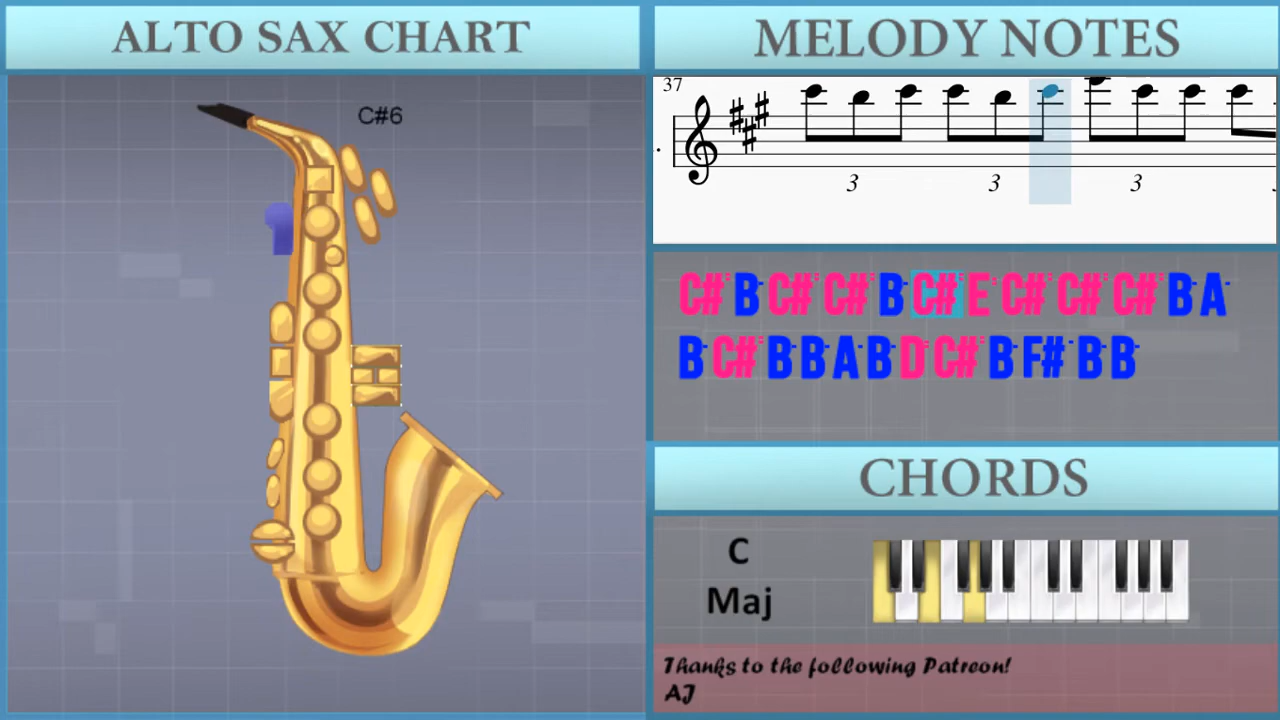 ALTO SAX CHART
C#6
MELODY NOTES
37
3 3 3
C# B C# C# B C# E C# C# C# B A
B C# B B A B D C# B F# B B
CHORDS
C
Maj
Thanks to the following Patreon!
AJ